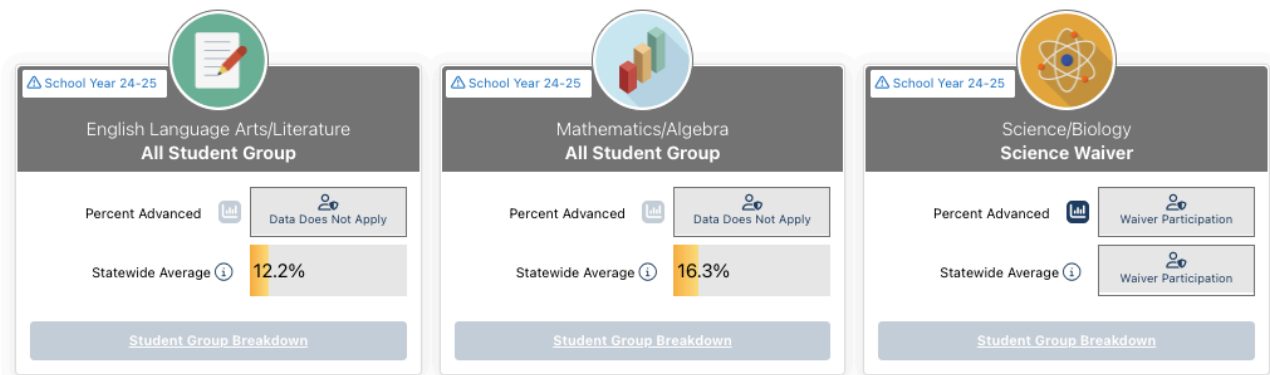 School Year 24-25
English Language Arts/Literature
All Student Group
Percent Advanced
Data Does Not Apply
Statewide Average
12.2%
Student Group Breakdown
School Year 24-25
Mathematics/Algebra
All Student Group
Percent Advanced
Data Does Not Apply
Statewide Average
16.3%
Student Group Breakdown
School Year 24-25
Science/Biology
Science Waiver
Percent Advanced
Waiver Participation
Statewide Average
Waiver Participation
Student Group Breakdown